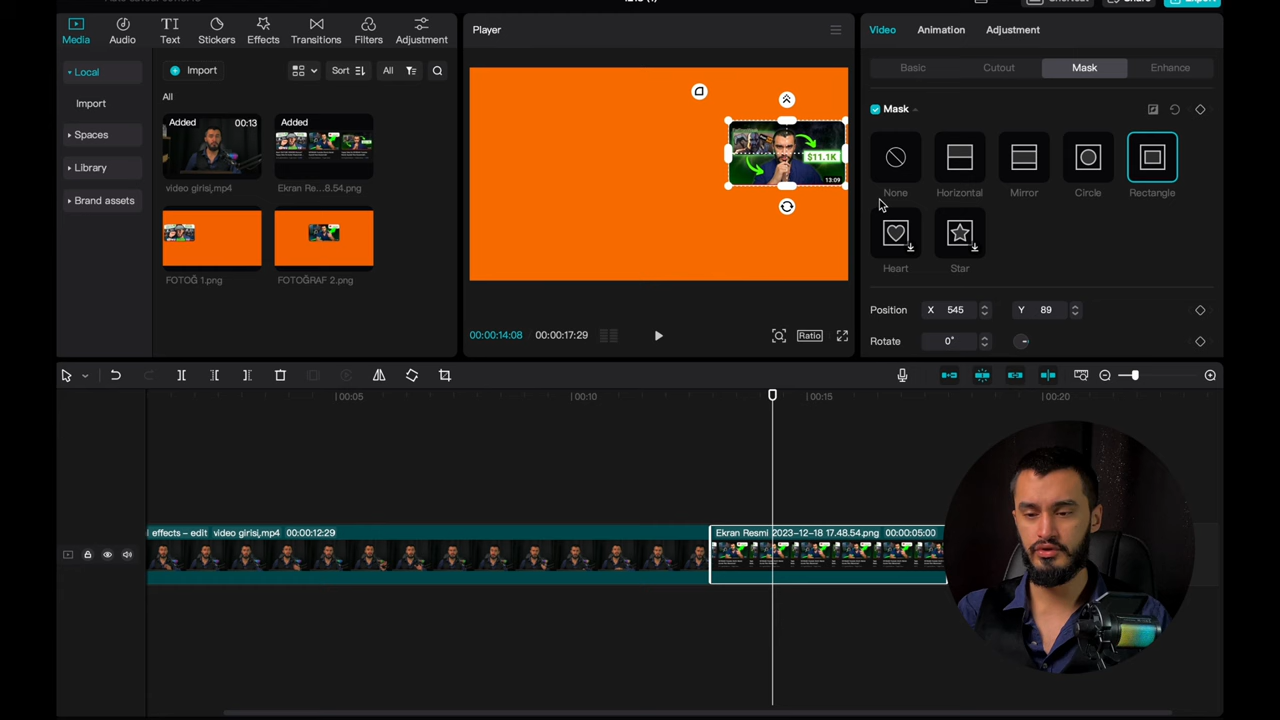 Shortcut
Share
Export
Media
Audio
Text
Stickers
Effects
Transitions
Filters
Adjustment
Local
Import
Sort
All
Import
Spaces
Library
Brand assets
All
Added
00:13
video girisi,mp4
Added
Ekran Re...8.54.png
FOTOĞ 1.png
FOTOĞRAF 2.png
Player
$11.1K
13:09
00:00:14:08
00:00:17:29
Ratio
Video
Animation
Adjustment
Basic
Cutout
Mask
Enhance
Mask
None
Horizontal
Mirror
Circle
Rectangle
Heart
Star
Position
X
545
Y
89
Rotate
0°
00:05
00:10
00:15
00:20
effects – edit
video girisi,mp4
00:00:12:29
Ekran Resmi 2023-12-18 17.48.54.png
00:00:05:00